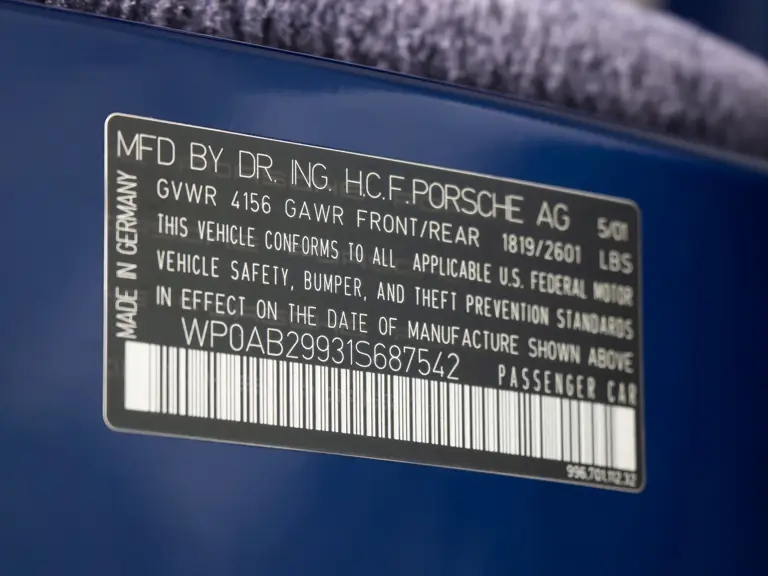 MFD BY DR. ING. H.C.F. PORSCHE AG 5/01
GVWR 4156 GAWR FRONT/REAR 1819/2601 LBS
THIS VEHICLE CONFORMS TO ALL APPLICABLE U.S. FEDERAL MOTOR
VEHICLE SAFETY, BUMPER, AND THEFT PREVENTION STANDARDS
IN EFFECT ON THE DATE OF MANUFACTURE SHOWN ABOVE
WP0AB29931S687542 PASSENGER CAR
MADE IN GERMANY
996.701.112.32